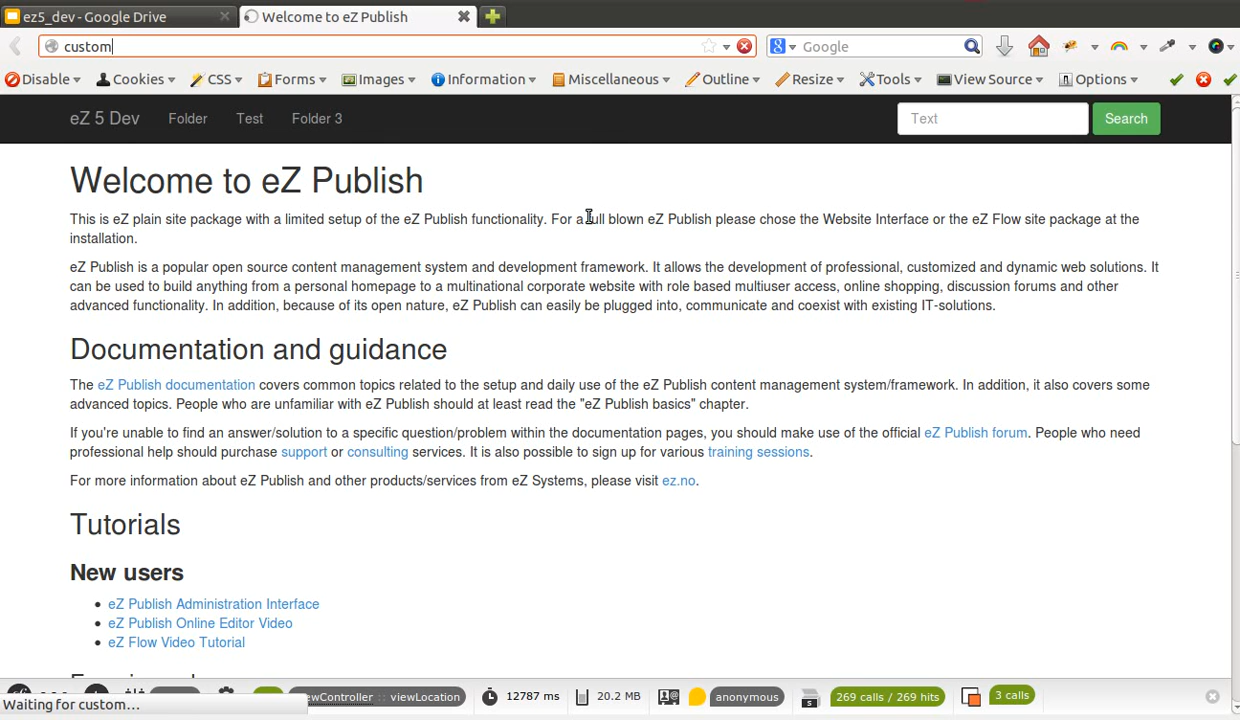 ez5_dev - Google Drive
Welcome to eZ Publish
custom
Google
Disable
Cookies
CSS
Forms
Images
Information
Miscellaneous
Outline
Resize
Tools
View Source
Options
eZ 5 Dev
Folder
Test
Folder 3
Text
Search
Welcome to eZ Publish
This is eZ plain site package with a limited setup of the eZ Publish functionality. For a full blown eZ Publish please chose the Website Interface or the eZ Flow site package at the
installation.
eZ Publish is a popular open source content management system and development framework. It allows the development of professional, customized and dynamic web solutions. It
can be used to build anything from a personal homepage to a multinational corporate website with role based multiuser access, online shopping, discussion forums and other
advanced functionality. In addition, because of its open nature, eZ Publish can easily be plugged into, communicate and coexist with existing IT-solutions.
Documentation and guidance
The eZ Publish documentation covers common topics related to the setup and daily use of the eZ Publish content management system/framework. In addition, it also covers some
advanced topics. People who are unfamiliar with eZ Publish should at least read the "eZ Publish basics" chapter.
If you're unable to find an answer/solution to a specific question/problem within the documentation pages, you should make use of the official eZ Publish forum. People who need
professional help should purchase support or consulting services. It is also possible to sign up for various training sessions.
For more information about eZ Publish and other products/services from eZ Systems, please visit ez.no.
Tutorials
New users
eZ Publish Administration Interface
eZ Publish Online Editor Video
eZ Flow Video Tutorial
ewController :: viewLocation
12787 ms
20.2 MB
anonymous
269 calls / 269 hits
3 calls
Waiting for custom…